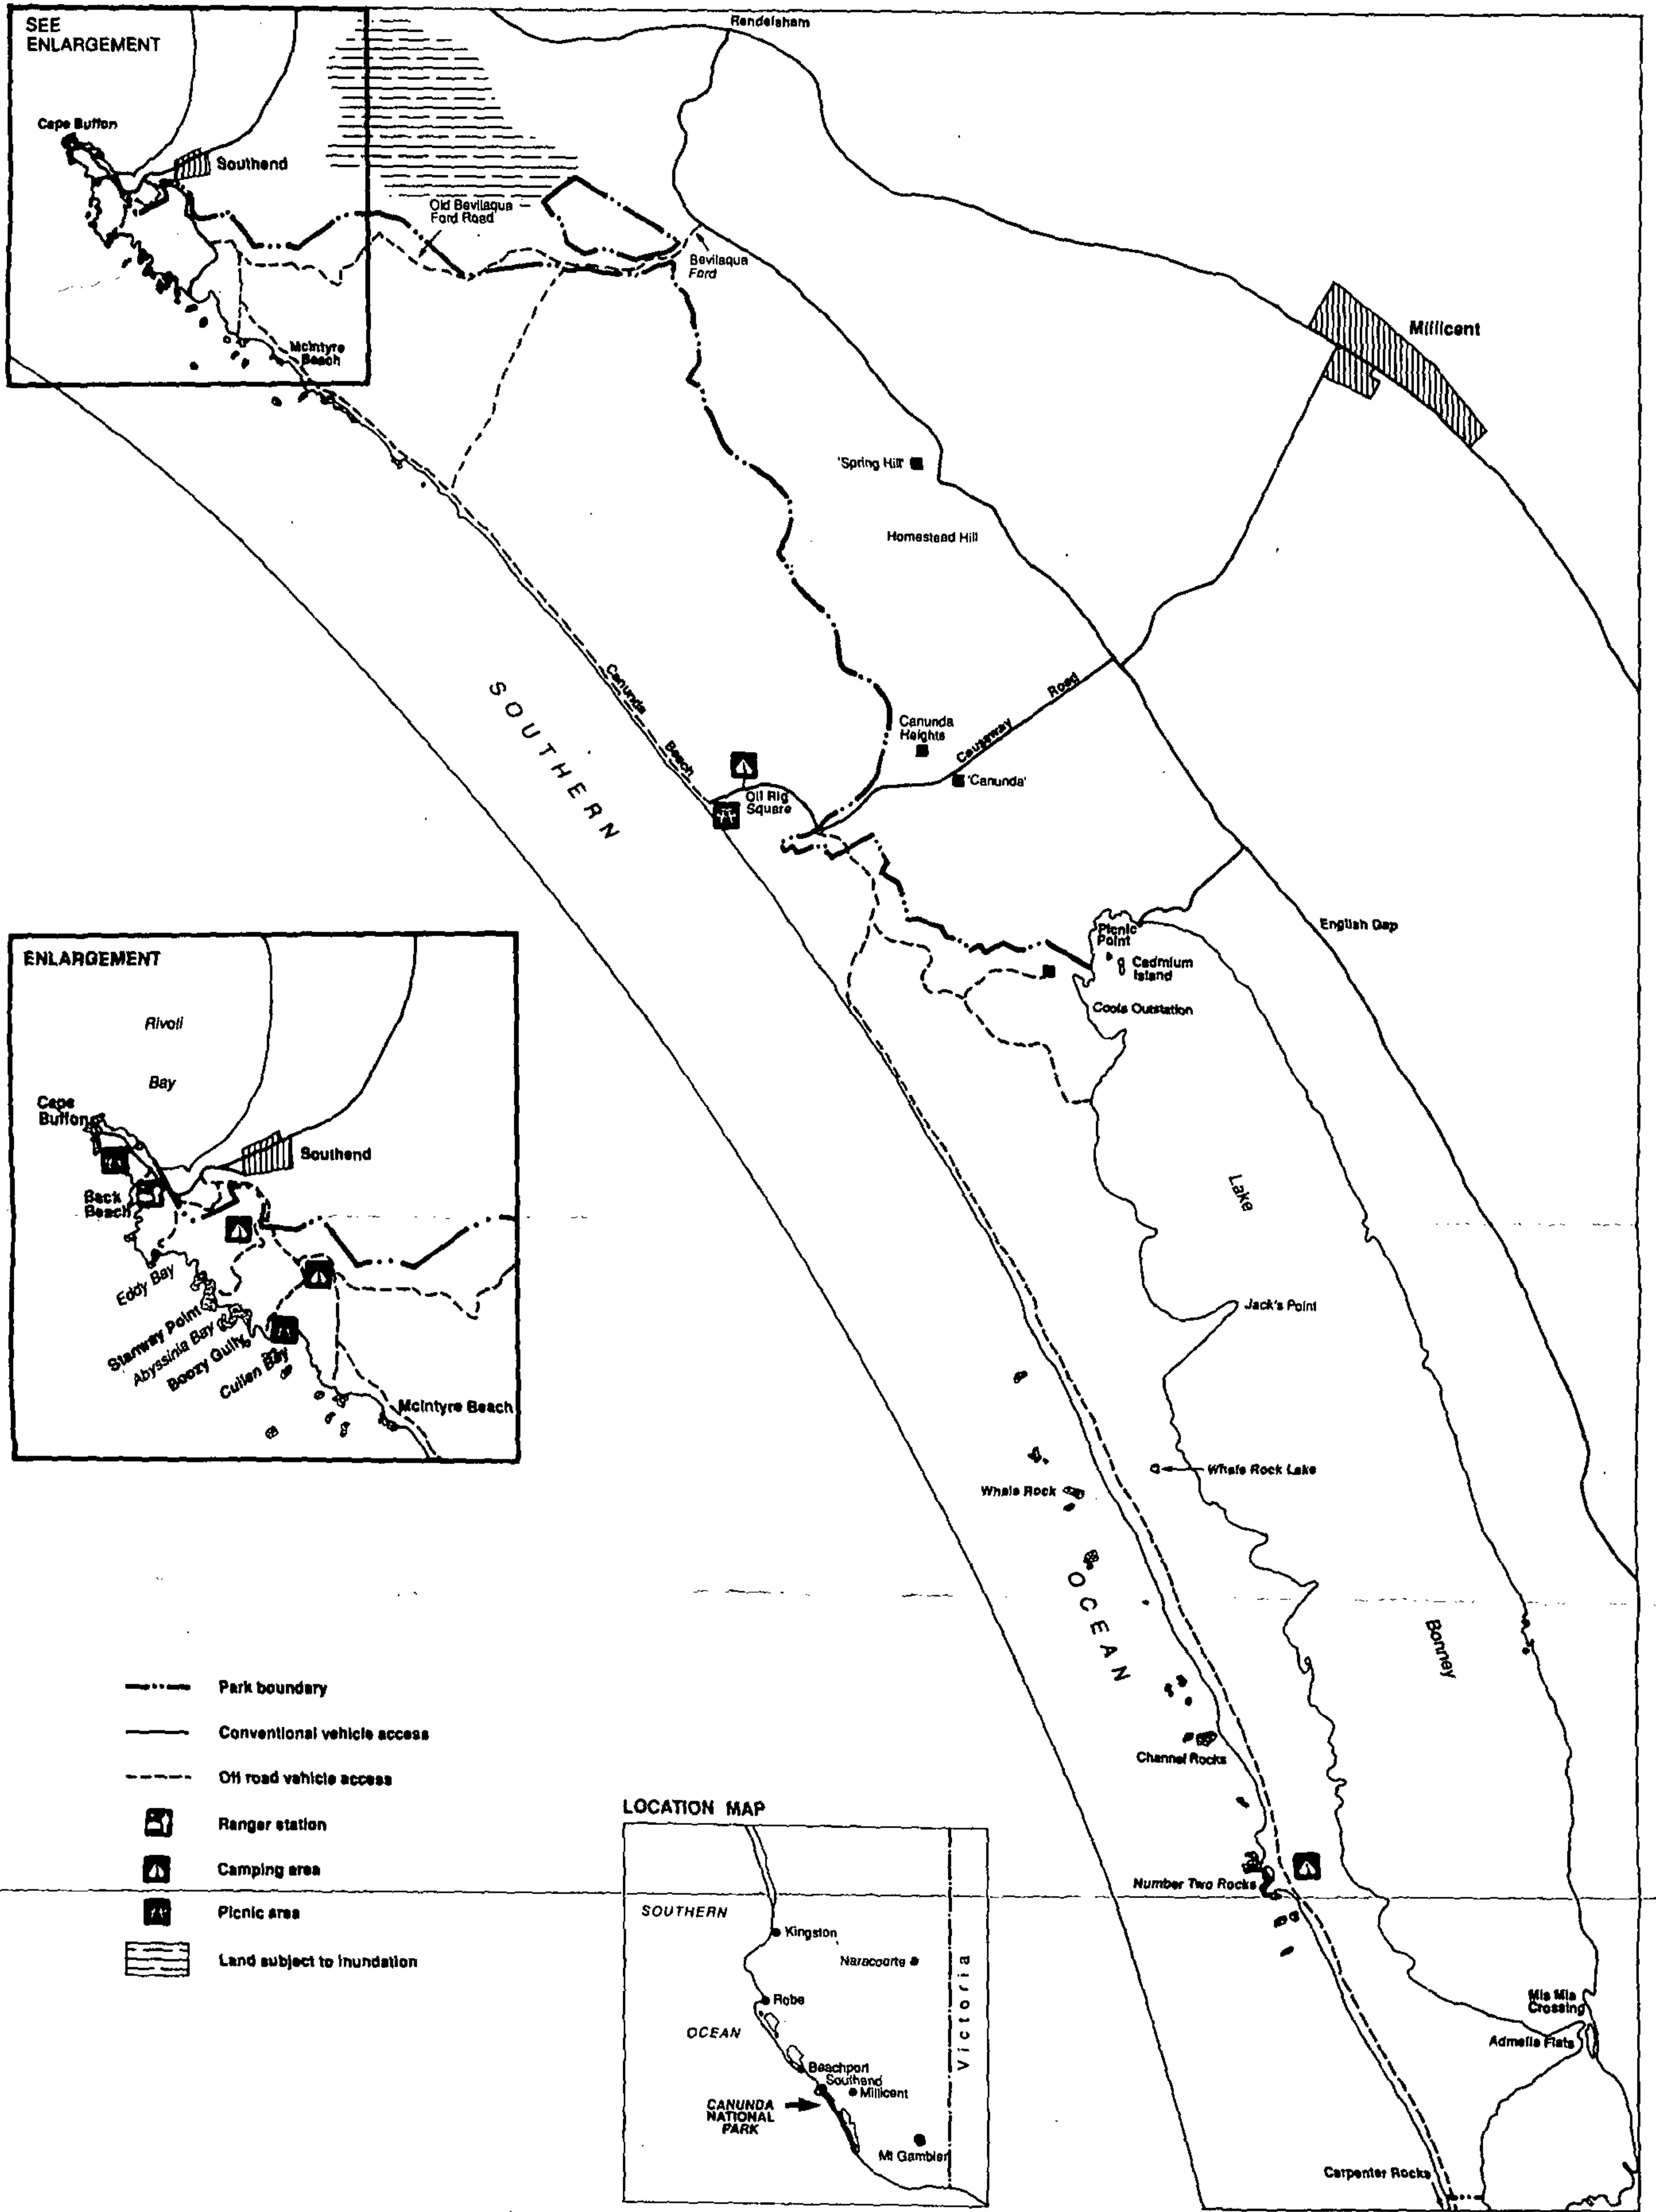 SEE
ENLARGEMENT
Cape Buffon
Southend
McIntyre
Beach
Rendelsham
Old Bevilaqua
Ford Road
Bevilaqua
Ford
Millicent
'Spring Hill'
Homestead Hill
Canunda
Beach
SOUTHERN
Canunda
Heights
Causeway
Road
'Canunda'
Oil Rig
Square
English Gap
Picnic
Point
Cadmium
Island
Coola Outstation
ENLARGEMENT
Rivoli
Bay
Cape
Buffon
Southend
Back
Beach
Eddy Bay
Stanway Point
Abyssinia Bay
Boozy Gully
Cullen Bay
McIntyre Beach
Lake
Jack's Point
Whale Rock Lake
Whale Rock
OCEAN
Bonney
Channel Rocks
Number Two Rocks
Mia Mia
Crossing
Admella Flats
Carpenter Rocks
Park boundary
Conventional vehicle access
Off road vehicle access
Ranger station
Camping area
Picnic area
Land subject to inundation
LOCATION MAP
SOUTHERN
Kingston
Naracoorte
Robe
OCEAN
Victoria
Beachport
Southend
Millicent
CANUNDA
NATIONAL
PARK
Mt Gambier